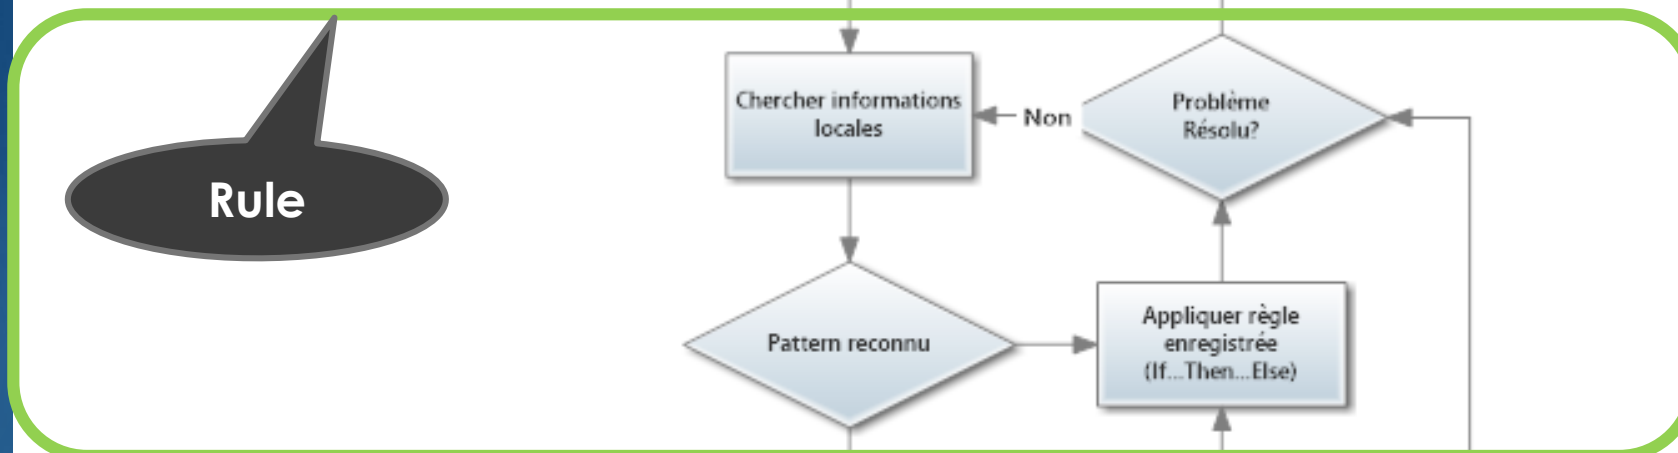 Rule
Chercher informations
locales
Non
Problème
Résolu?
Pattern reconnu
Appliquer règle
enregistrée
(If...Then...Else)